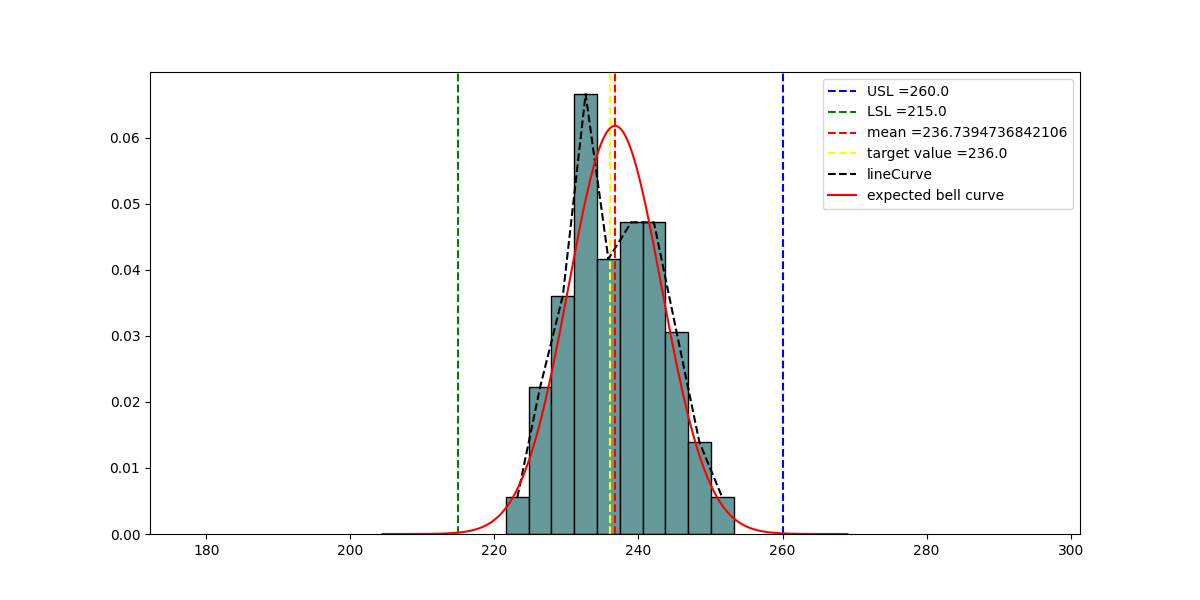 USL =260.0
LSL =215.0
mean =236.7394736842106
target value =236.0
lineCurve
expected bell curve
0.06
0.05
0.04
0.03
0.02
0.01
0.00
180 200 220 240 260 280 300